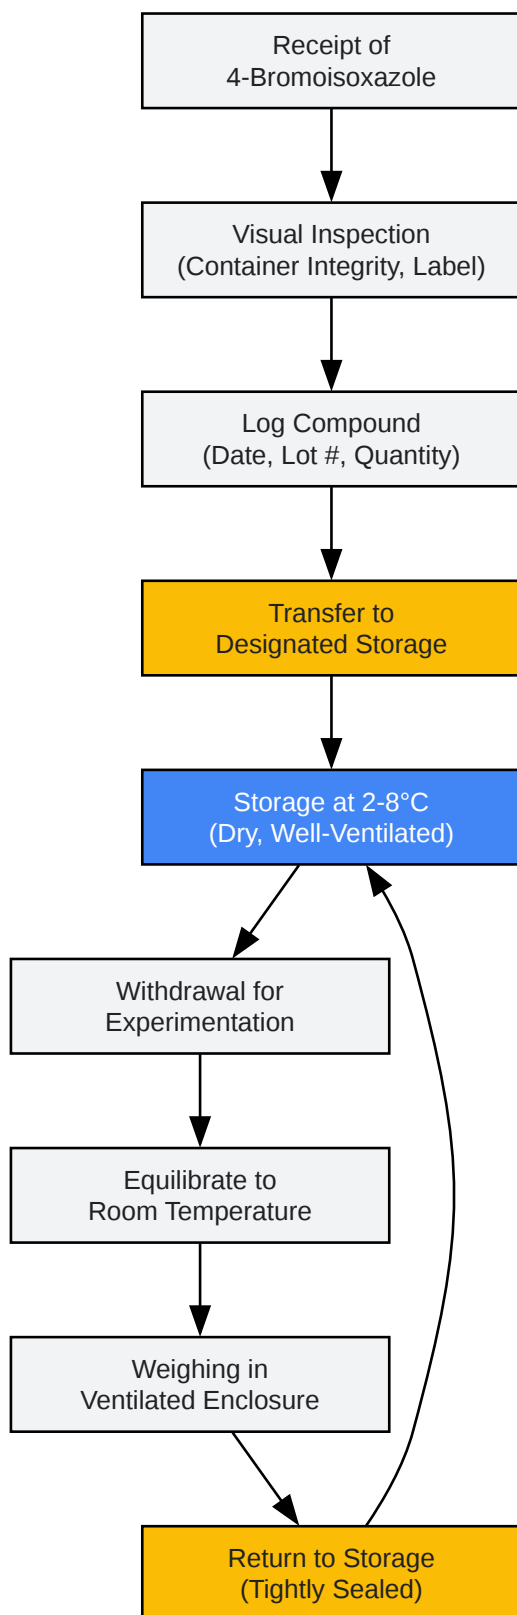 Receipt of
4-Bromoisoxazole
Visual Inspection
(Container Integrity, Label)
Log Compound
(Date, Lot #, Quantity)
Transfer to
Designated Storage
Storage at 2-8°C
(Dry, Well-Ventilated)
Withdrawal for
Experimentation
Equilibrate to
Room Temperature
Weighing in
Ventilated Enclosure
Return to Storage
(Tightly Sealed)